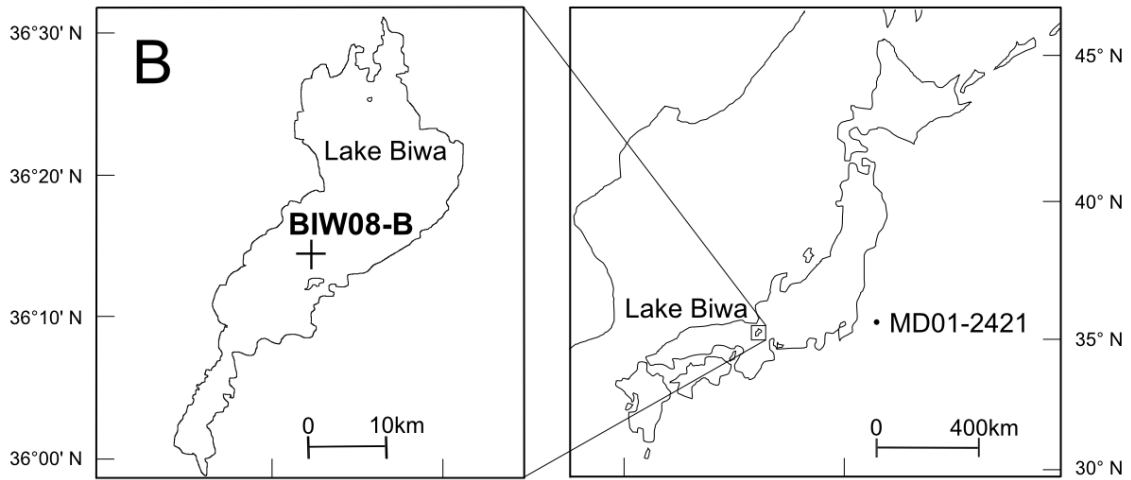 36°30' N
B
Lake Biwa
36°20' N
BIW08-B
36°10' N
0 10km
36°00' N
45° N
40° N
Lake Biwa
MD01-2421
35° N
0 400km
30° N